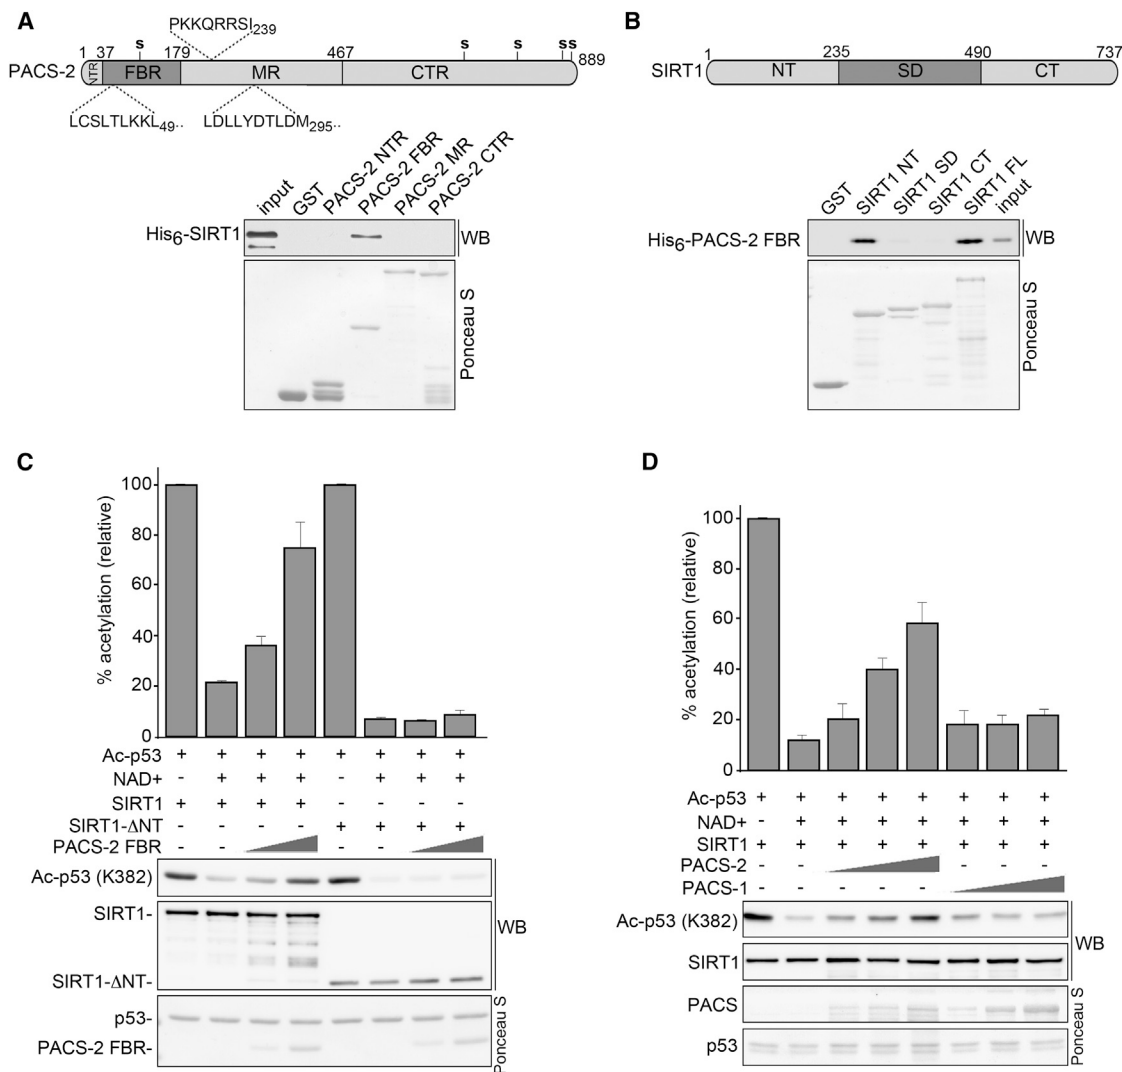 A
PKKQRRSI239
1 37 s 179 467 s s ss 889
PACS-2 NTR FBR MR CTR
LCSLTLKKL49.. LDLLYDTLDM295..
input GST PACS-2 NTR PACS-2 FBR PACS-2 MR PACS-2 CTR
His6-SIRT1 WB
Ponceau S
B
1 235 490 737
SIRT1 NT SD CT
GST SIRT1 NT SIRT1 SD SIRT1 CT SIRT1 FL input
His6-PACS-2 FBR WB
Ponceau S
C
% acetylation (relative)
100
80
60
40
20
0
Ac-p53 + + + + + + + +
NAD+ - + + + - + + +
SIRT1 + + + + - - - -
SIRT1-ΔNT - - - - + + + +
PACS-2 FBR - - - -
Ac-p53 (K382)
SIRT1-
WB
SIRT1-ΔNT-
p53-
PACS-2 FBR-
Ponceau S
D
% acetylation (relative)
100
80
60
40
20
0
Ac-p53 + + + + + + + +
NAD+ - + + + + + + +
SIRT1 + + + + + + + +
PACS-2 - - - - -
PACS-1 - - - - -
Ac-p53 (K382)
WB
SIRT1
PACS
p53
Ponceau S